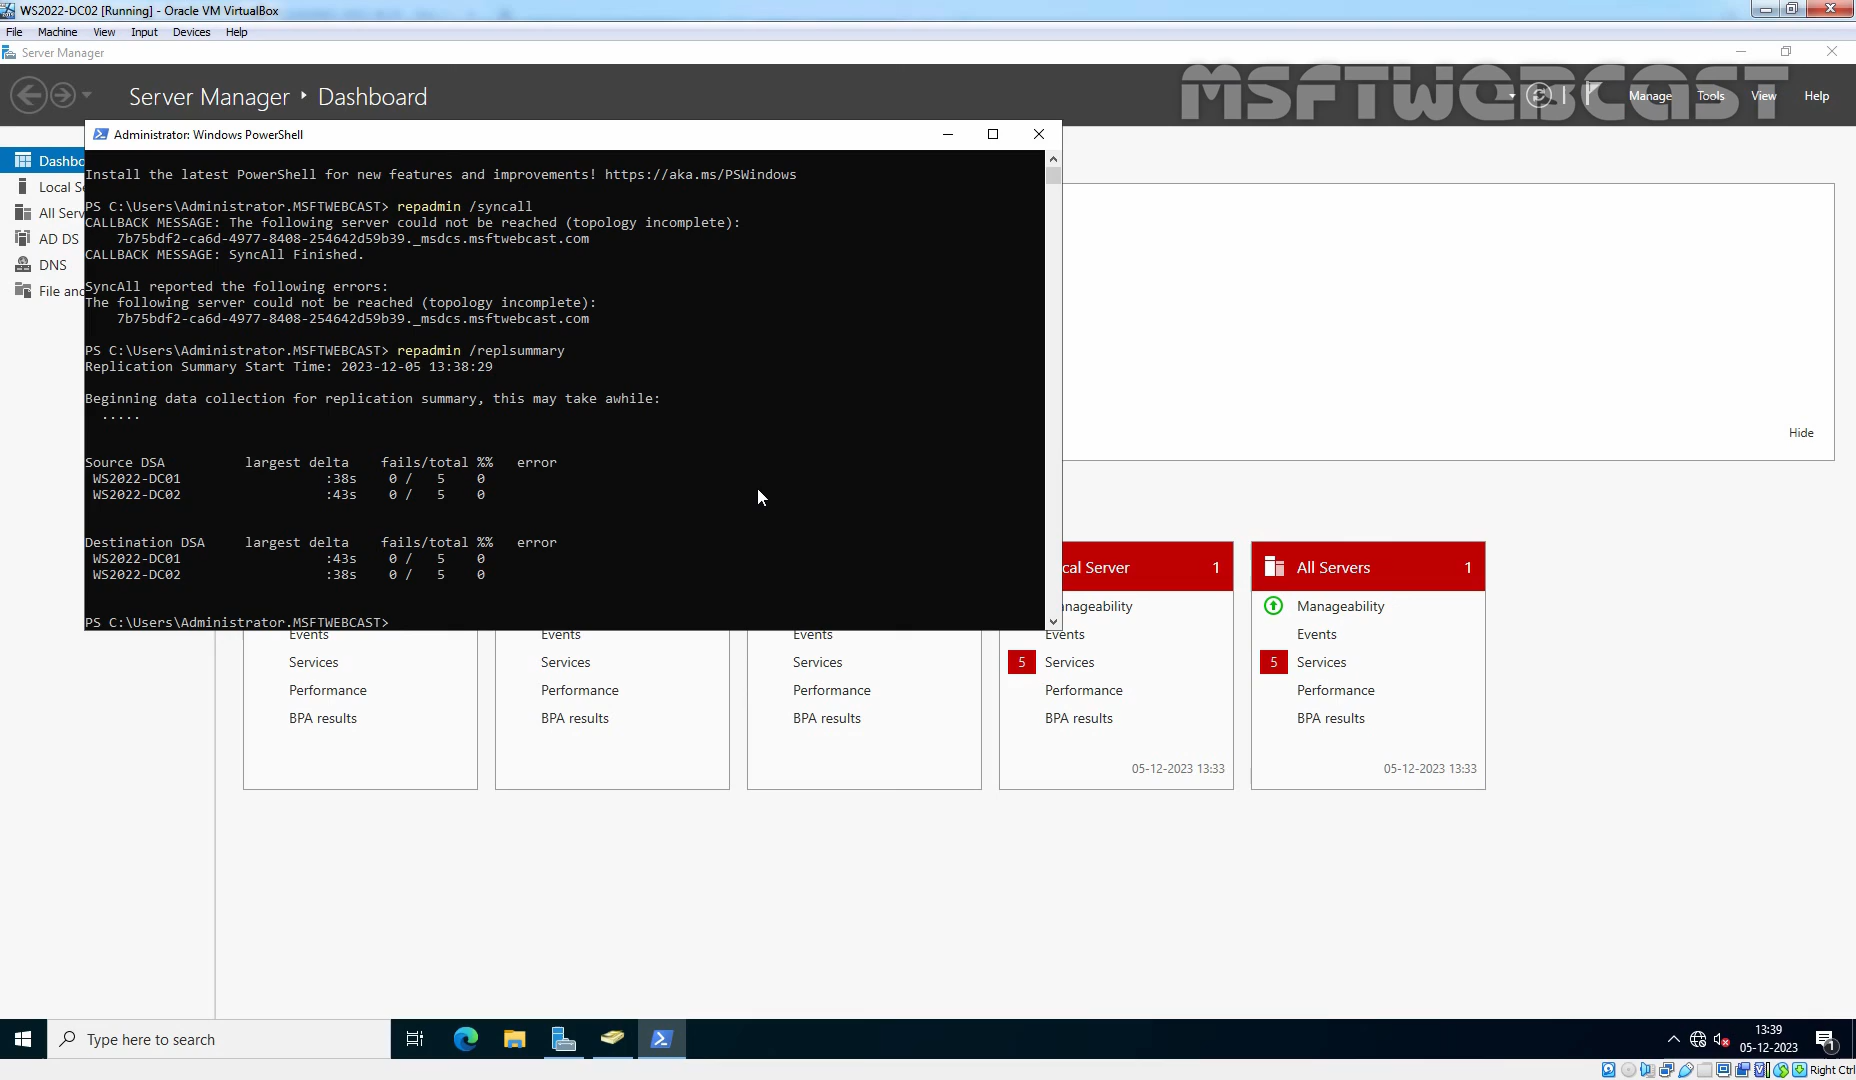 WS2022-DC02 [Running] - Oracle VM VirtualBox
File Machine View Input Devices Help
Server Manager
Server Manager ‣ Dashboard
MSFTWEBCAST
Manage Tools View Help
Administrator: Windows PowerShell
Dashbo
Local Se
All Serv
AD DS
DNS
File and
Install the latest PowerShell for new features and improvements! https://aka.ms/PSWindows
PS C:\Users\Administrator.MSFTWEBCAST> repadmin /syncall
CALLBACK MESSAGE: The following server could not be reached (topology incomplete):
7b75bdf2-ca6d-4977-8408-254642d59b39._msdcs.msftwebcast.com
CALLBACK MESSAGE: SyncAll Finished.
SyncAll reported the following errors:
The following server could not be reached (topology incomplete):
7b75bdf2-ca6d-4977-8408-254642d59b39._msdcs.msftwebcast.com
PS C:\Users\Administrator.MSFTWEBCAST> repadmin /replsummary
Replication Summary Start Time: 2023-12-05 13:38:29
Beginning data collection for replication summary, this may take awhile:
.....
Source DSA largest delta fails/total %% error
WS2022-DC01 :38s 0 / 5 0
WS2022-DC02 :43s 0 / 5 0
Destination DSA largest delta fails/total %% error
WS2022-DC01 :43s 0 / 5 0
WS2022-DC02 :38s 0 / 5 0
PS C:\Users\Administrator.MSFTWEBCAST>
Hide
Events
Services
Performance
BPA results
Events
Services
Performance
BPA results
Events
Services
Performance
BPA results
cal Server 1
anageability
Events
5 Services
Performance
BPA results
05-12-2023 13:33
All Servers 1
Manageability
Events
5 Services
Performance
BPA results
05-12-2023 13:33
Type here to search
13:39
05-12-2023
1
Right Ctrl